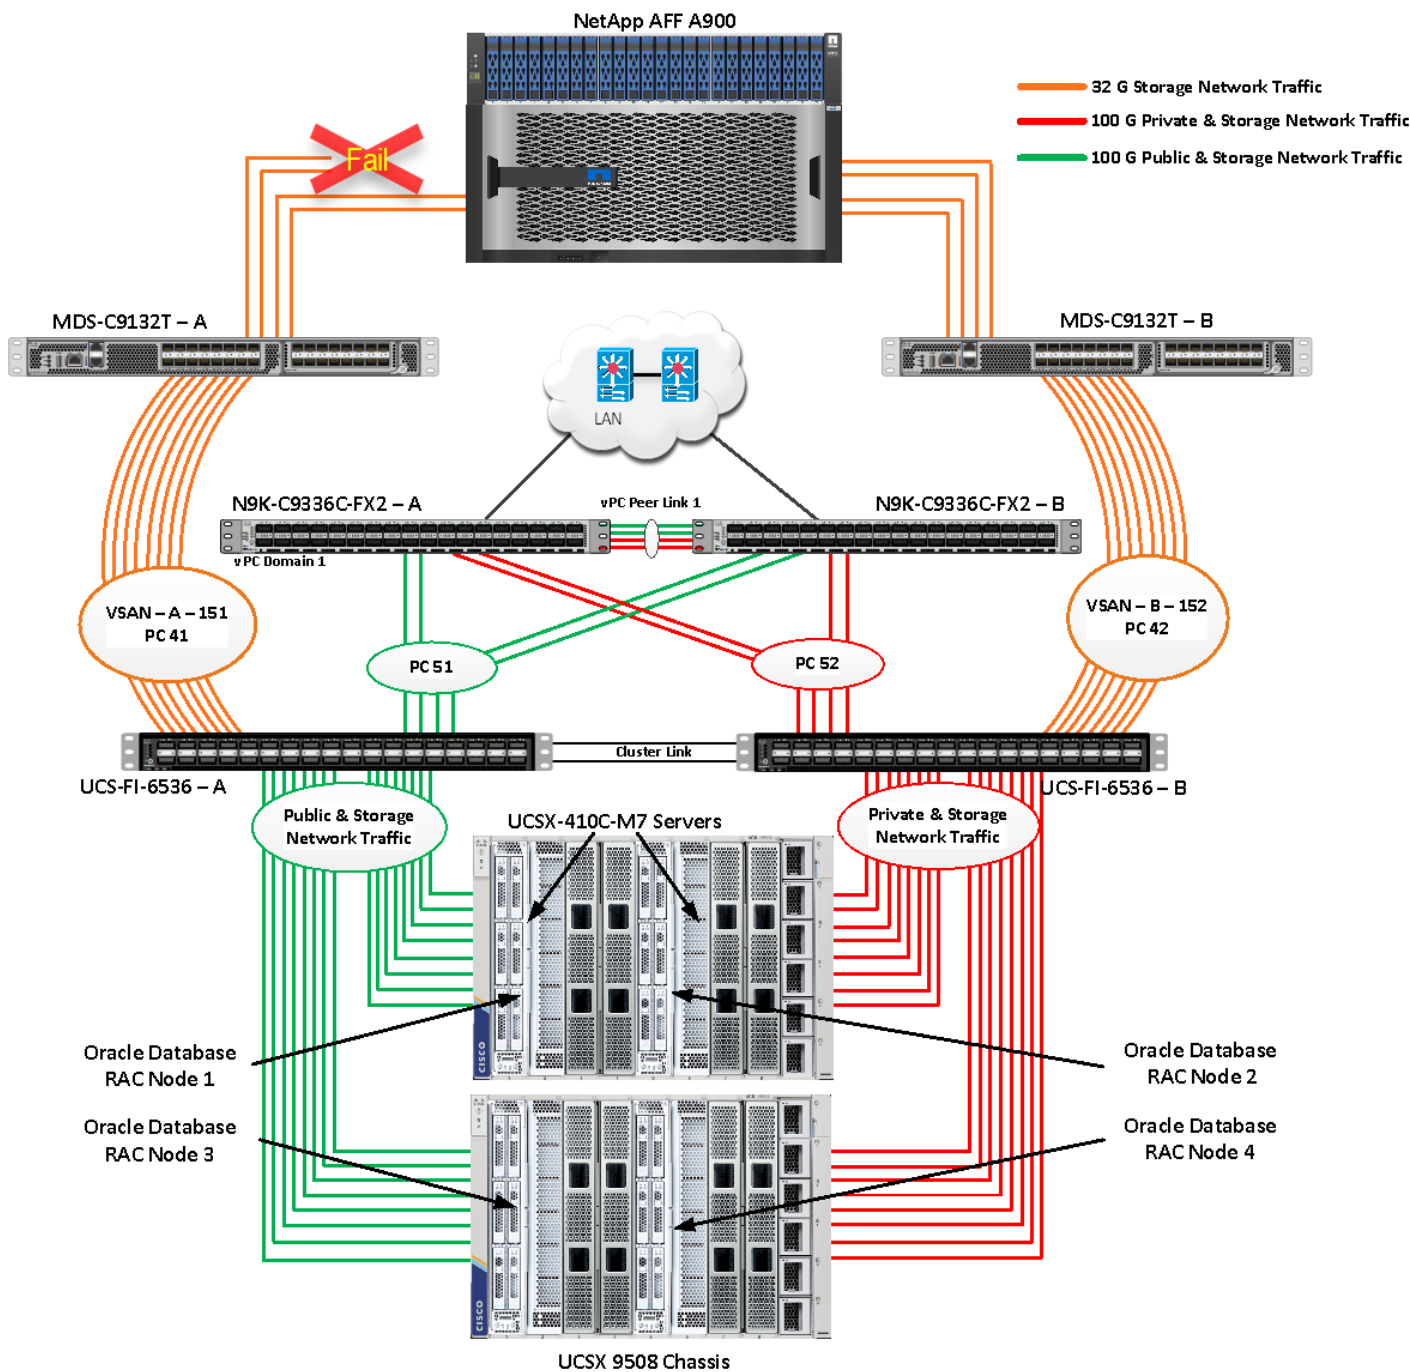 NetApp AFF A900
32 G Storage Network Traffic
100 G Private & Storage Network Traffic
100 G Public & Storage Network Traffic
Fail
MDS-C9132T – A
MDS-C9132T – B
LAN
N9K-C9336C-FX2 – A
vPC Peer Link 1
N9K-C9336C-FX2 – B
vPC Domain 1
VSAN – A – 151
PC 41
VSAN – B – 152
PC 42
PC 51
PC 52
Cluster Link
UCS-FI-6536 – A
UCS-FI-6536 – B
Public & Storage
Network Traffic
Private & Storage
Network Traffic
UCSX-410C-M7 Servers
Oracle Database
RAC Node 1
Oracle Database
RAC Node 2
CISCO
Oracle Database
RAC Node 3
Oracle Database
RAC Node 4
CISCO
UCSX 9508 Chassis